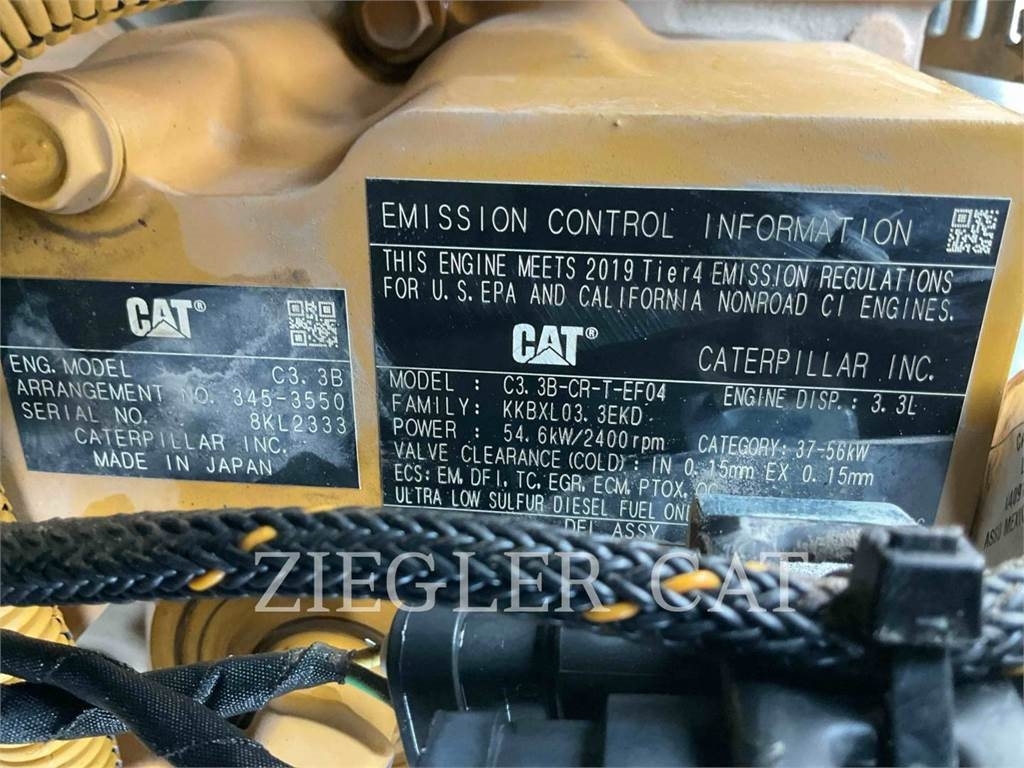 CAT®
ENG. MODEL C3.3B
ARRANGEMENT NO. 345-3550
SERIAL NO. 8KL2333
CATERPILLAR INC.
MADE IN JAPAN
EMISSION CONTROL INFORMATION
THIS ENGINE MEETS 2019 Tier4 EMISSION REGULATIONS
FOR U.S.EPA AND CALIFORNIA NONROAD CI ENGINES.
CAT®
CATERPILLAR INC.
MODEL : C3.3B-CR-T-EF04 ENGINE DISP.: 3.3L
FAMILY: KKBXL03.3EKD
POWER : 54.6kW/2400rpm CATEGORY: 37-56kW
VALVE CLEARANCE(COLD): IN 0.15mm EX 0.15mm
ECS: EM, DFI, TC, EGR, ECM, PTOX,
ULTRA LOW SULFUR DIESEL FUEL
ASSY
ZIEGLER CAT